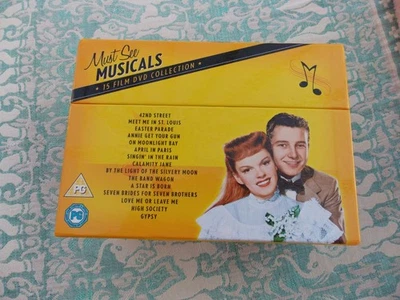 Must See
MUSICALS
• 15 FILM DVD COLLECTION •
42ND STREET
MEET ME IN ST. LOUIS
EASTER PARADE
ANNIE GET YOUR GUN
ON MOONLIGHT BAY
APRIL IN PARIS
SINGIN' IN THE RAIN
CALAMITY JANE
BY THE LIGHT OF THE SILVERY MOON
THE BAND WAGON
A STAR IS BORN
SEVEN BRIDES FOR SEVEN BROTHERS
LOVE ME OR LEAVE ME
HIGH SOCIETY
GYPSY
PG
PG